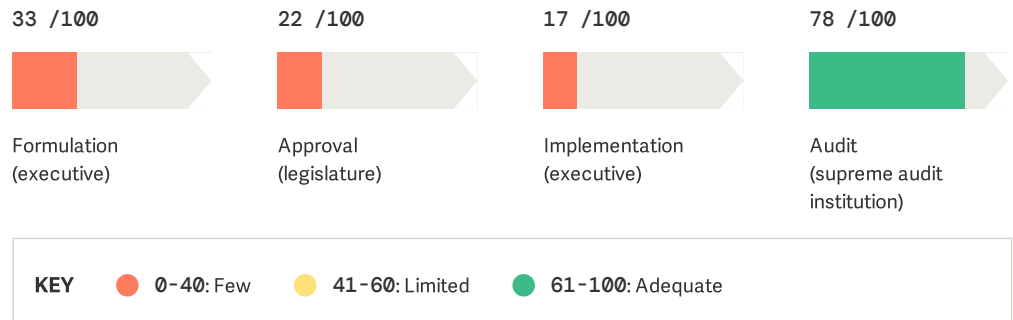 33 /100
22 /100
17 /100
78 /100
Formulation
(executive)
Approval
(legislature)
Implementation
(executive)
Audit
(supreme audit
institution)
KEY
0-40: Few
41-60: Limited
61-100: Adequate